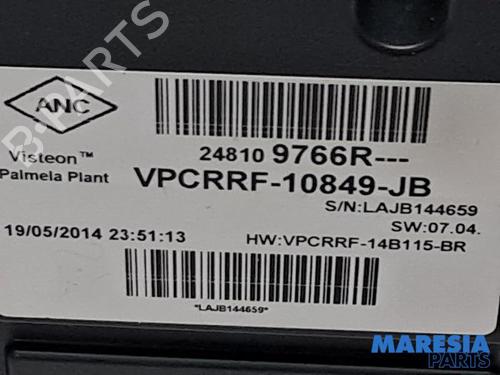 B-PARTS
ANC
Visteon™
Palmela Plant
24810 9766R---
VPCRRF-10849-JB
S/N:LAJB144659
SW:07.04.
19/05/2014 23:51:13
HW:VPCRRF-14B115-BR
*LAJB144659*
MARESIA
PARTS